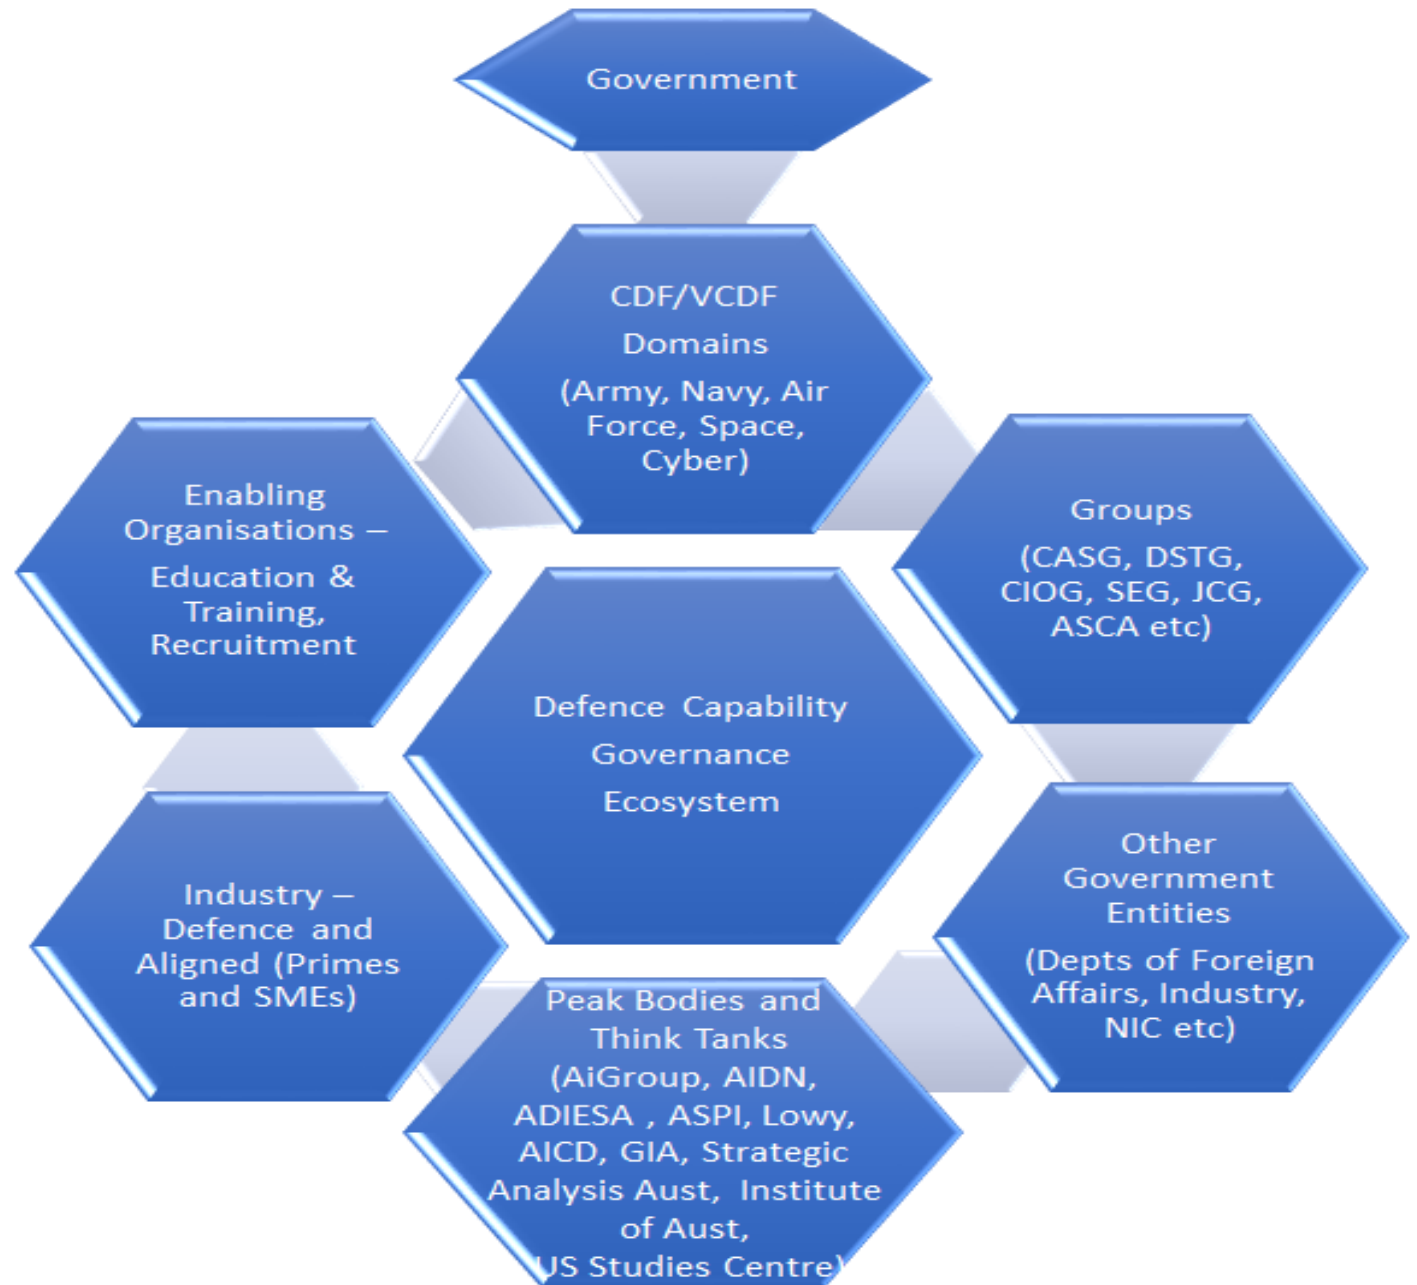 Government
CDF/VCDF
Domains
(Army, Navy, Air
Force, Space,
Cyber)
Groups
(CASG, DSTG,
CIOG, SEG, JCG,
ASCA etc)
Other
Government
Entities
(Depts of Foreign
Affairs, Industry,
NIC etc)
Peak Bodies and
Think Tanks
(AiGroup, AIDN,
ADIESA , ASPI, Lowy,
AICD, GIA, Strategic
Analysis Aust, Institute
of Aust,
US Studies Centre)
Industry –
Defence and
Aligned (Primes
and SMEs)
Enabling
Organisations –
Education &
Training,
Recruitment
Defence Capability
Governance
Ecosystem